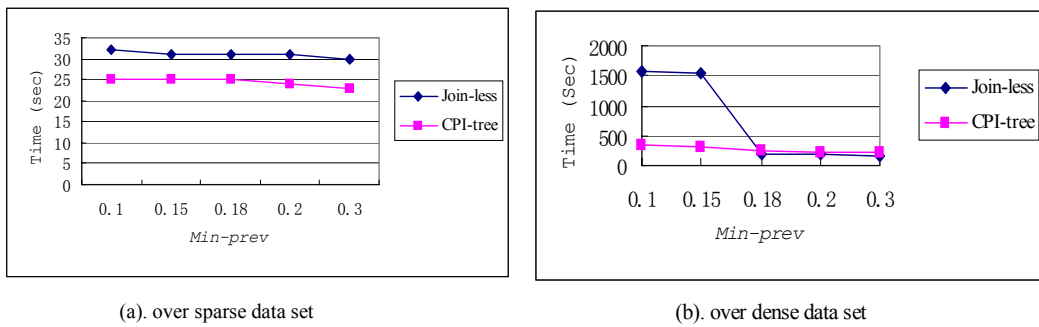 35
30
25
20
15
10
5
0
Time (sec)
0.1 0.15 0.18 0.2 0.3
Min-prev
Join-less
CPI-tree
(a). over sparse data set
2000
1500
1000
500
0
Time (Sec)
0.1 0.15 0.18 0.2 0.3
Min-prev
Join-less
CPI-tree
(b). over dense data set